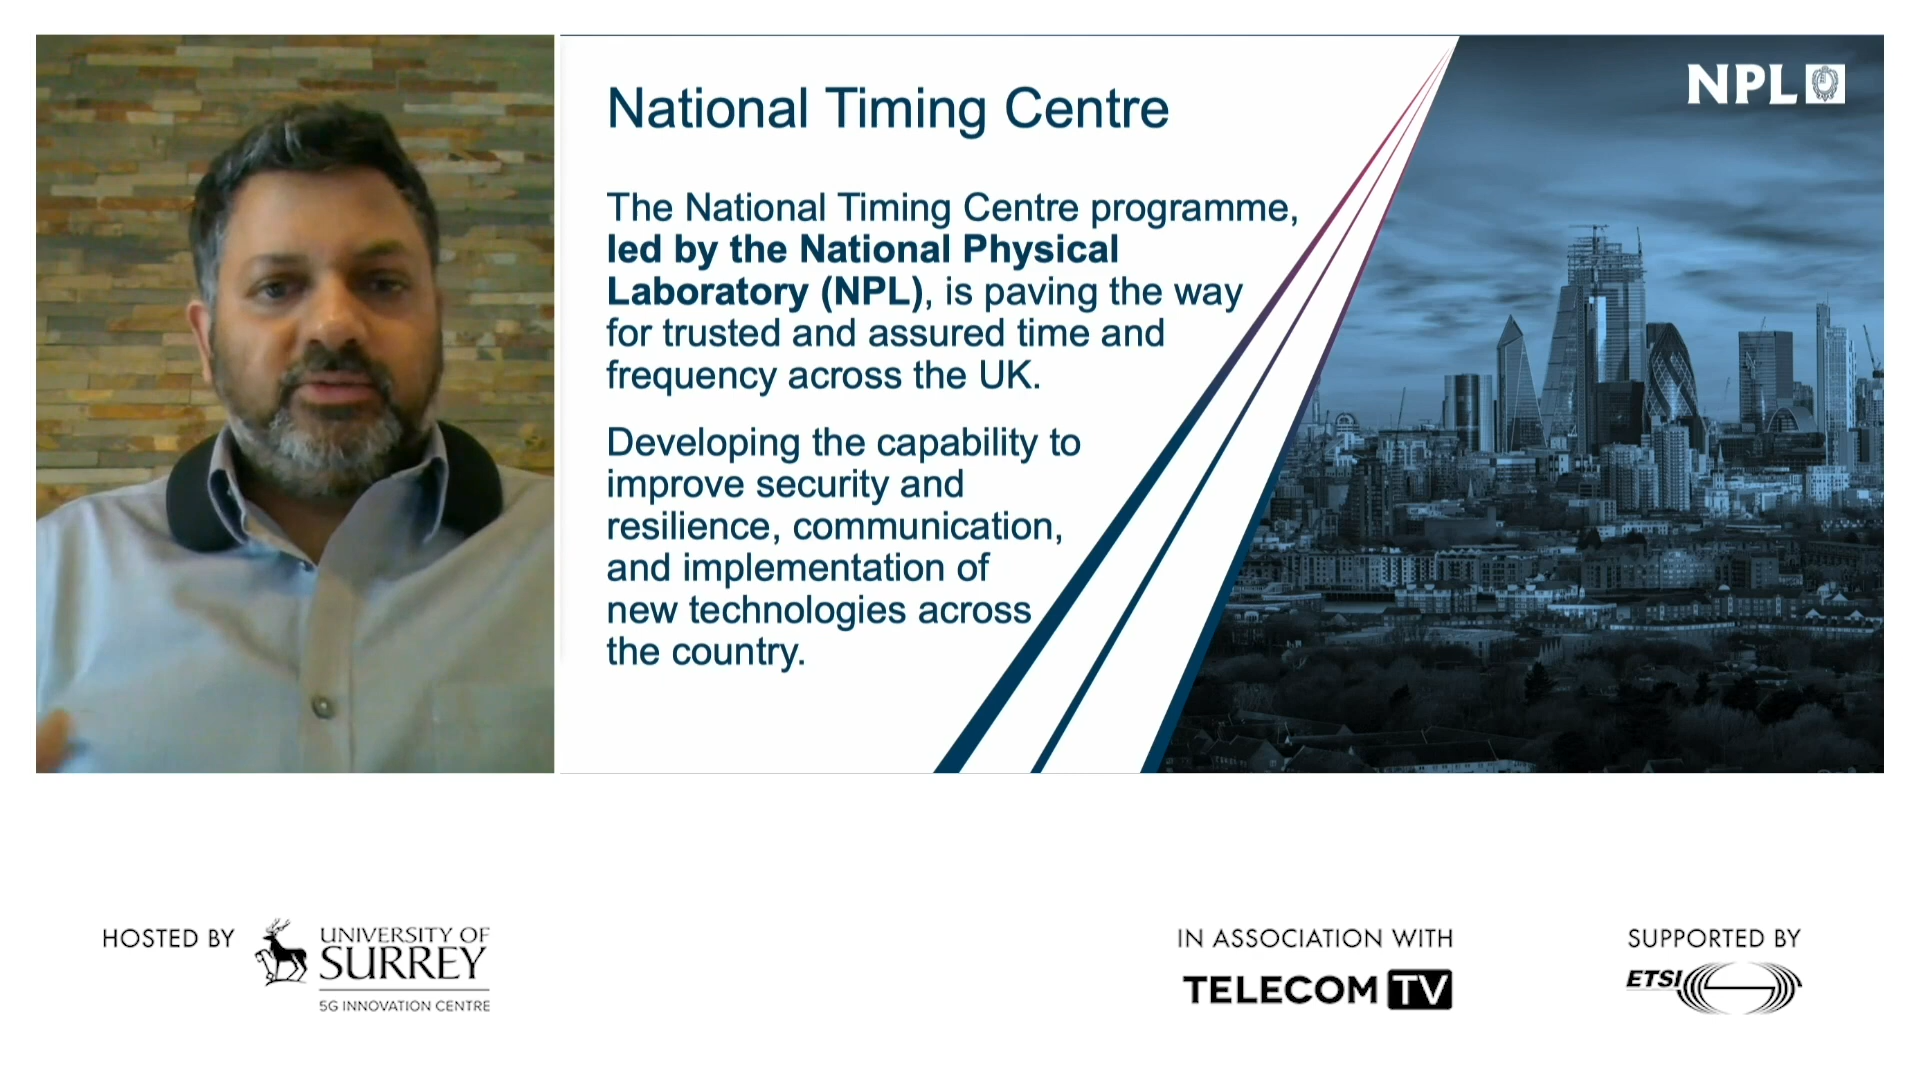 National Timing Centre
The National Timing Centre programme,
led by the National Physical
Laboratory (NPL), is paving the way
for trusted and assured time and
frequency across the UK.
Developing the capability to
improve security and
resilience, communication,
and implementation of
new technologies across
the country.
NPL
HOSTED BY
UNIVERSITY OF
SURREY
5G INNOVATION CENTRE
IN ASSOCIATION WITH
TELECOM TV
SUPPORTED BY
ETSI